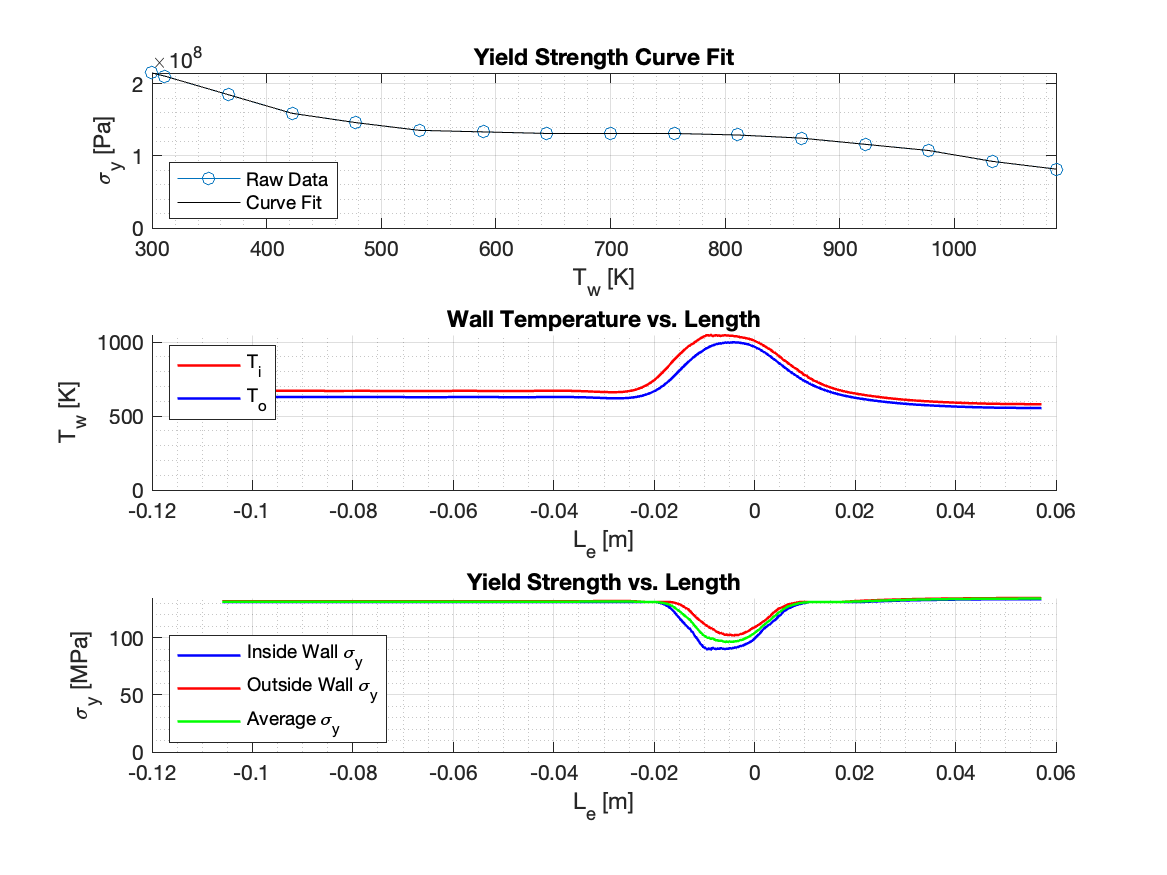 Yield Strength Curve Fit
× 10^8
2
1
0
σ_y [Pa]
Raw Data
Curve Fit
300 400 500 600 700 800 900 1000
T_w [K]
Wall Temperature vs. Length
1000
500
0
T_w [K]
T_i
T_o
-0.12 -0.1 -0.08 -0.06 -0.04 -0.02 0 0.02 0.04 0.06
L_e [m]
Yield Strength vs. Length
100
50
0
σ_y [MPa]
Inside Wall σ_y
Outside Wall σ_y
Average σ_y
-0.12 -0.1 -0.08 -0.06 -0.04 -0.02 0 0.02 0.04 0.06
L_e [m]